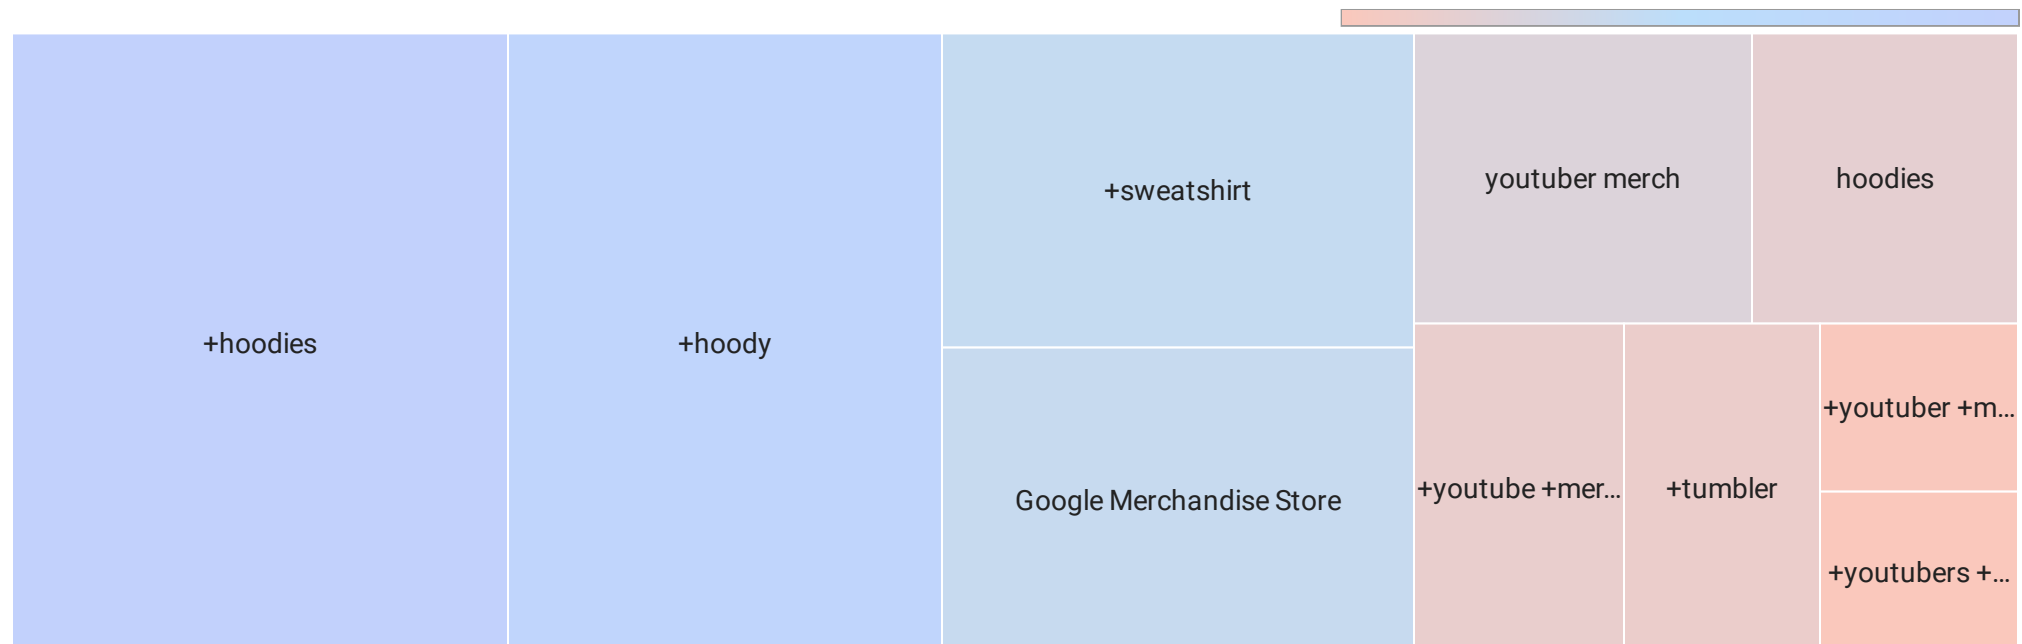 +hoodies
+hoody
+sweatshirt
Google Merchandise Store
youtuber merch
hoodies
+youtube +mer...
+tumbler
+youtuber +m...
+youtubers +...